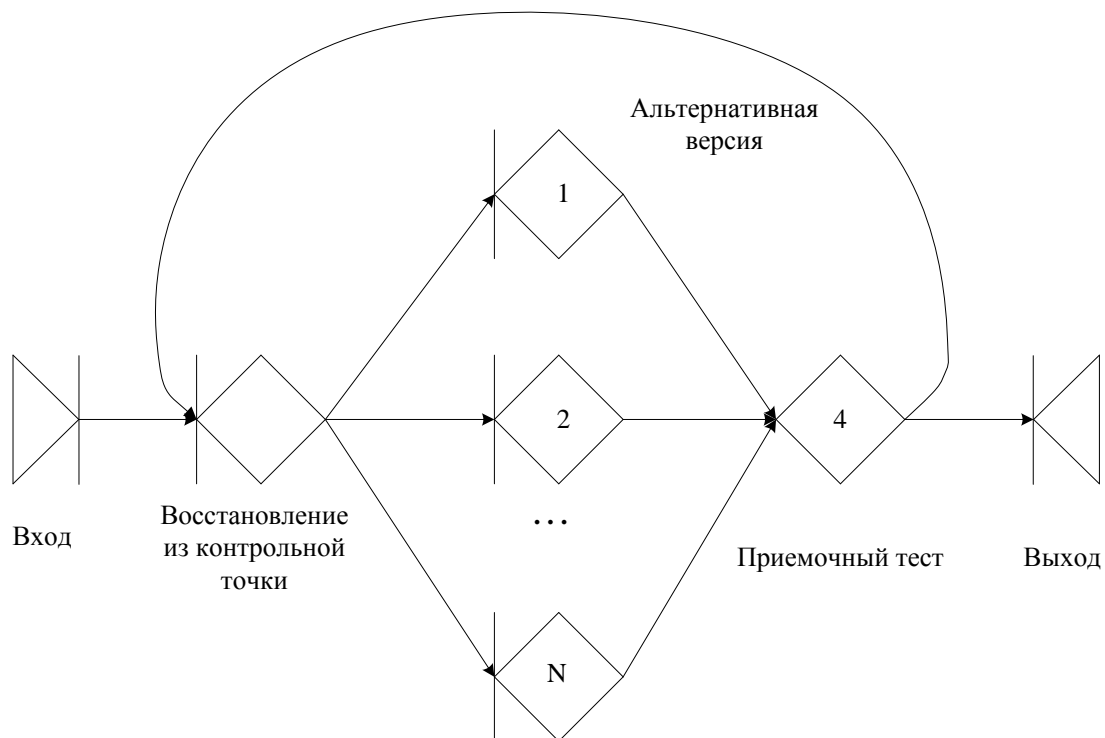 Альтернативная
версия
1
2
4
...
Вход
Восстановление
из контрольной
точки
Приемочный тест
Выход
N